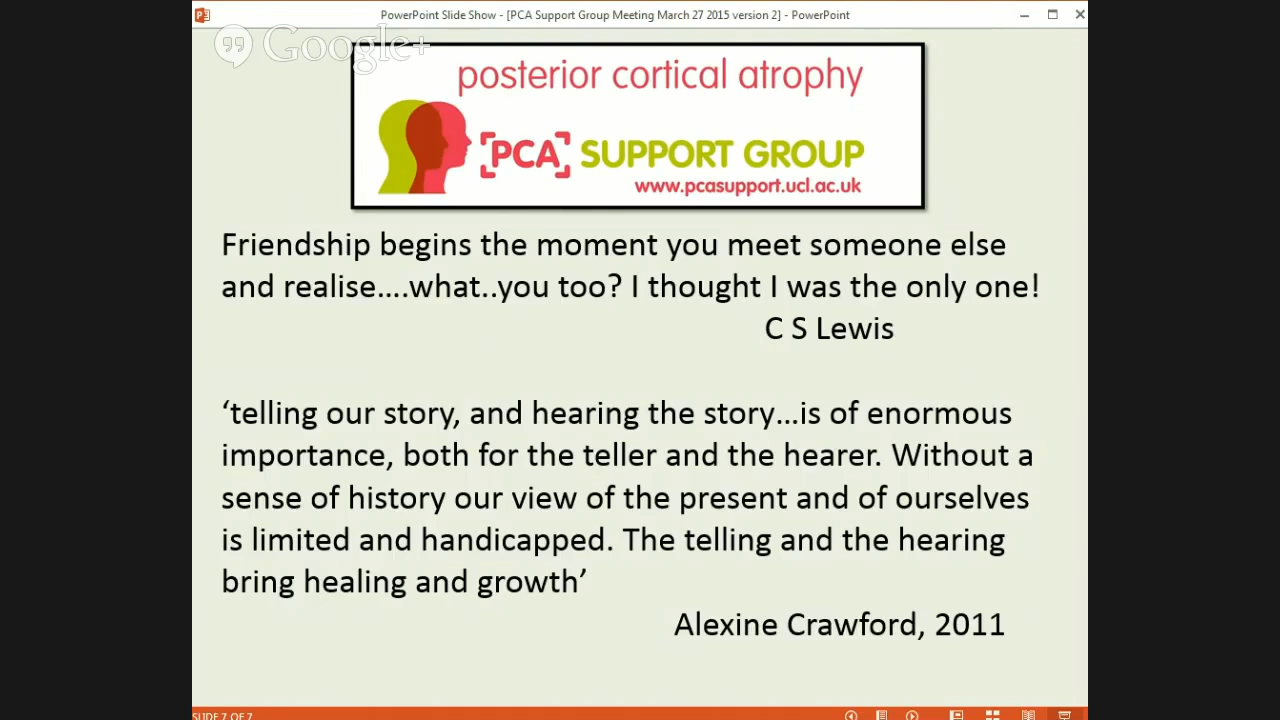 PowerPoint Slide Show - [PCA Support Group Meeting March 27 2015 version 2] - PowerPoint
Google+
posterior cortical atrophy
[PCA] SUPPORT GROUP
www.pcasupport.ucl.ac.uk
Friendship begins the moment you meet someone else
and realise....what..you too? I thought I was the only one!
C S Lewis
‘telling our story, and hearing the story...is of enormous
importance, both for the teller and the hearer. Without a
sense of history our view of the present and of ourselves
is limited and handicapped. The telling and the hearing
bring healing and growth’
Alexine Crawford, 2011
SLIDE 7 OF 7